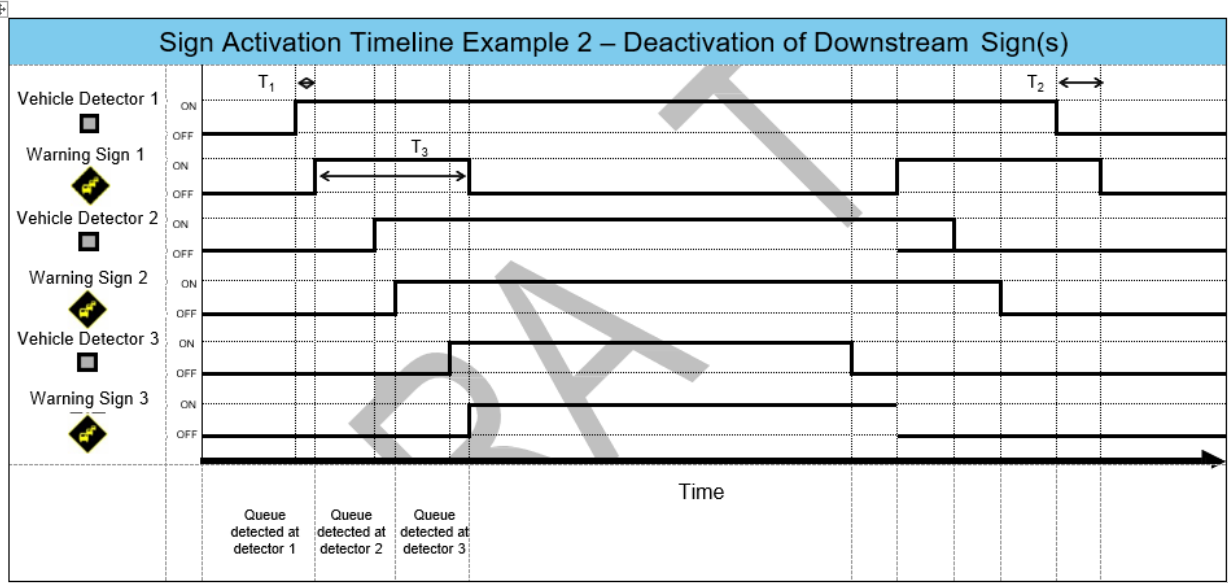 Sign Activation Timeline Example 2 – Deactivation of Downstream Sign(s)
T1
T2
Vehicle Detector 1
ON
OFF
Warning Sign 1
ON
OFF
T3
Vehicle Detector 2
ON
OFF
Warning Sign 2
ON
OFF
Vehicle Detector 3
ON
OFF
Warning Sign 3
ON
OFF
Time
Queue
detected at
detector 1
Queue
detected at
detector 2
Queue
detected at
detector 3